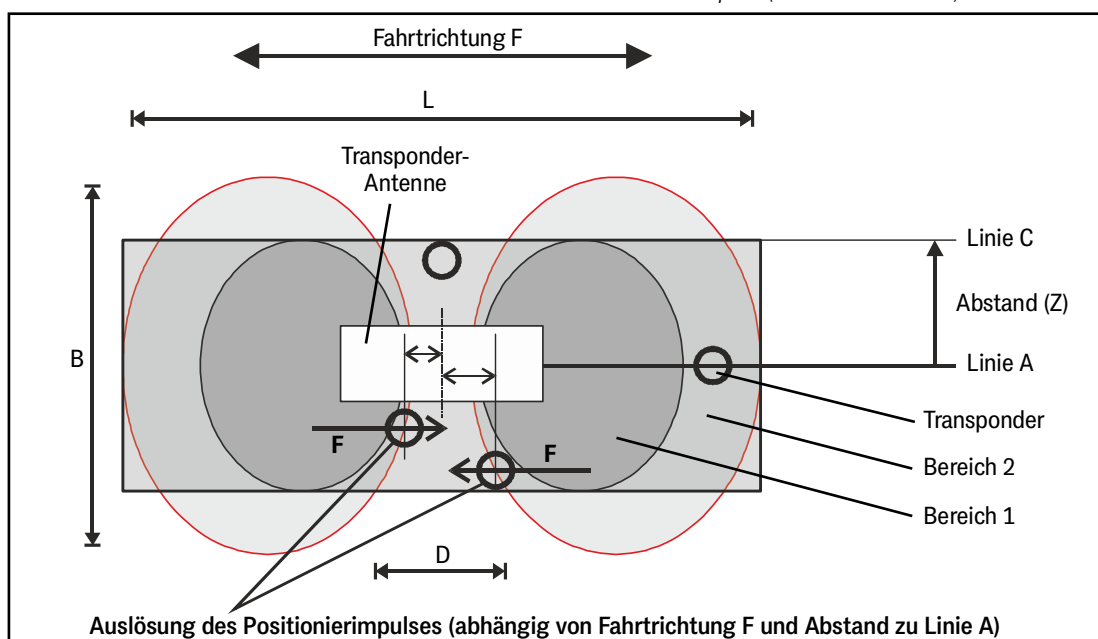 Fahrtrichtung F
L
Transponder-
Antenne
Linie C
Abstand (Z)
B
Linie A
Transponder
F
F
Bereich 2
Bereich 1
D
Auslösung des Positionierimpulses (abhängig von Fahrtrichtung F und Abstand zu Linie A)